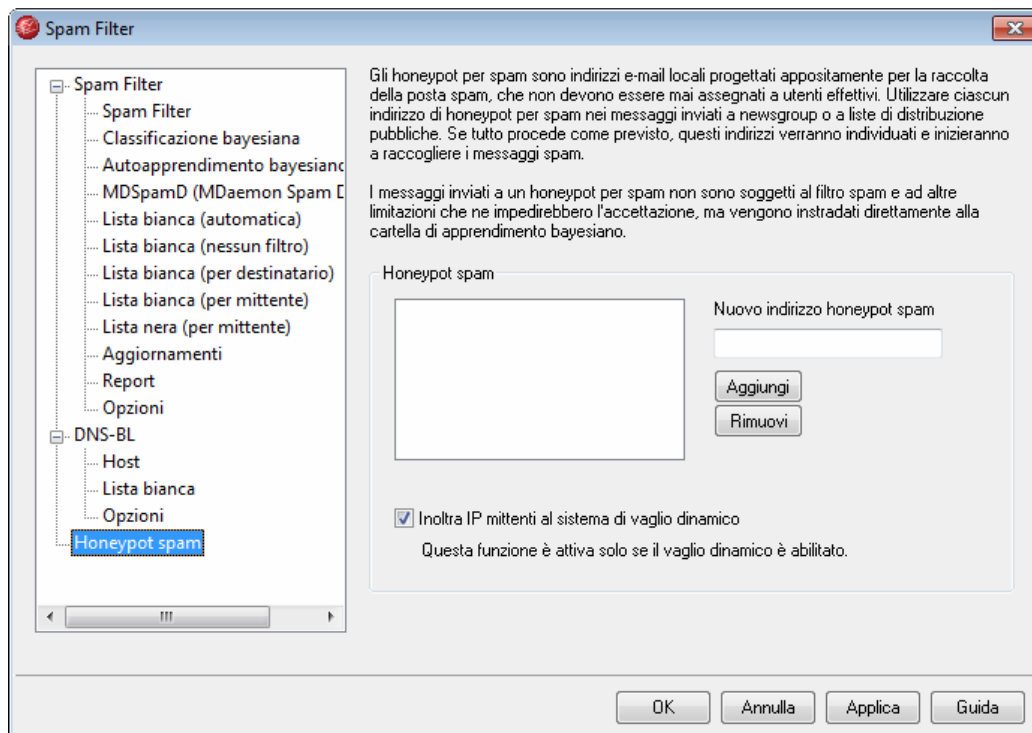 Spam Filter
Spam Filter
Spam Filter
Classificazione bayesiana
Autoapprendimento bayesianc
MDSpamD (MDaemon Spam D
Lista bianca (automatica)
Lista bianca (nessun filtro)
Lista bianca (per destinatario)
Lista bianca (per mittente)
Lista nera (per mittente)
Aggiornamenti
Report
Opzioni
DNS-BL
Host
Lista bianca
Opzioni
Honeypot spam
Gli honeypot per spam sono indirizzi e-mail locali progettati appositamente per la raccolta
della posta spam, che non devono essere mai assegnati a utenti effettivi. Utilizzare ciascun
indirizzo di honeypot per spam nei messaggi inviati a newsgroup o a liste di distribuzione
pubbliche. Se tutto procede come previsto, questi indirizzi verranno individuati e inizieranno
a raccogliere i messaggi spam.
I messaggi inviati a un honeypot per spam non sono soggetti al filtro spam e ad altre
limitazioni che ne impedirebbero l'accettazione, ma vengono instradati direttamente alla
cartella di apprendimento bayesiano.
Honeypot spam
Nuovo indirizzo honeypot spam
Aggiungi
Rimuovi
Inoltra IP mittenti al sistema di vaglio dinamico
Questa funzione è attiva solo se il vaglio dinamico è abilitato.
OK
Annulla
Applica
Guida